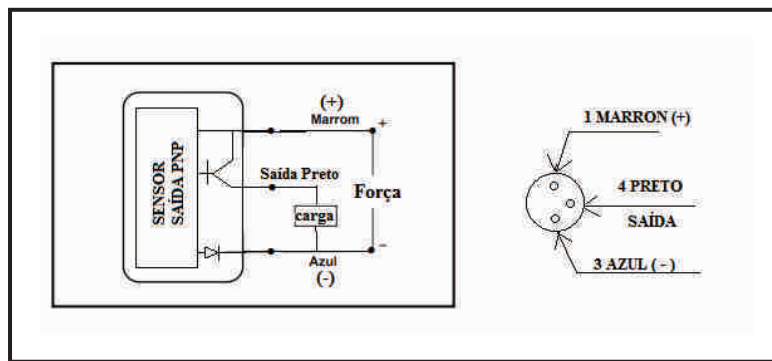 SENSOR
SAÍDA PNP
(+)
Marrom
+
Saída Preto
Força
carga
−
Azul
(-)
1 MARRON (+)
4 PRETO
SAÍDA
3 AZUL ( - )